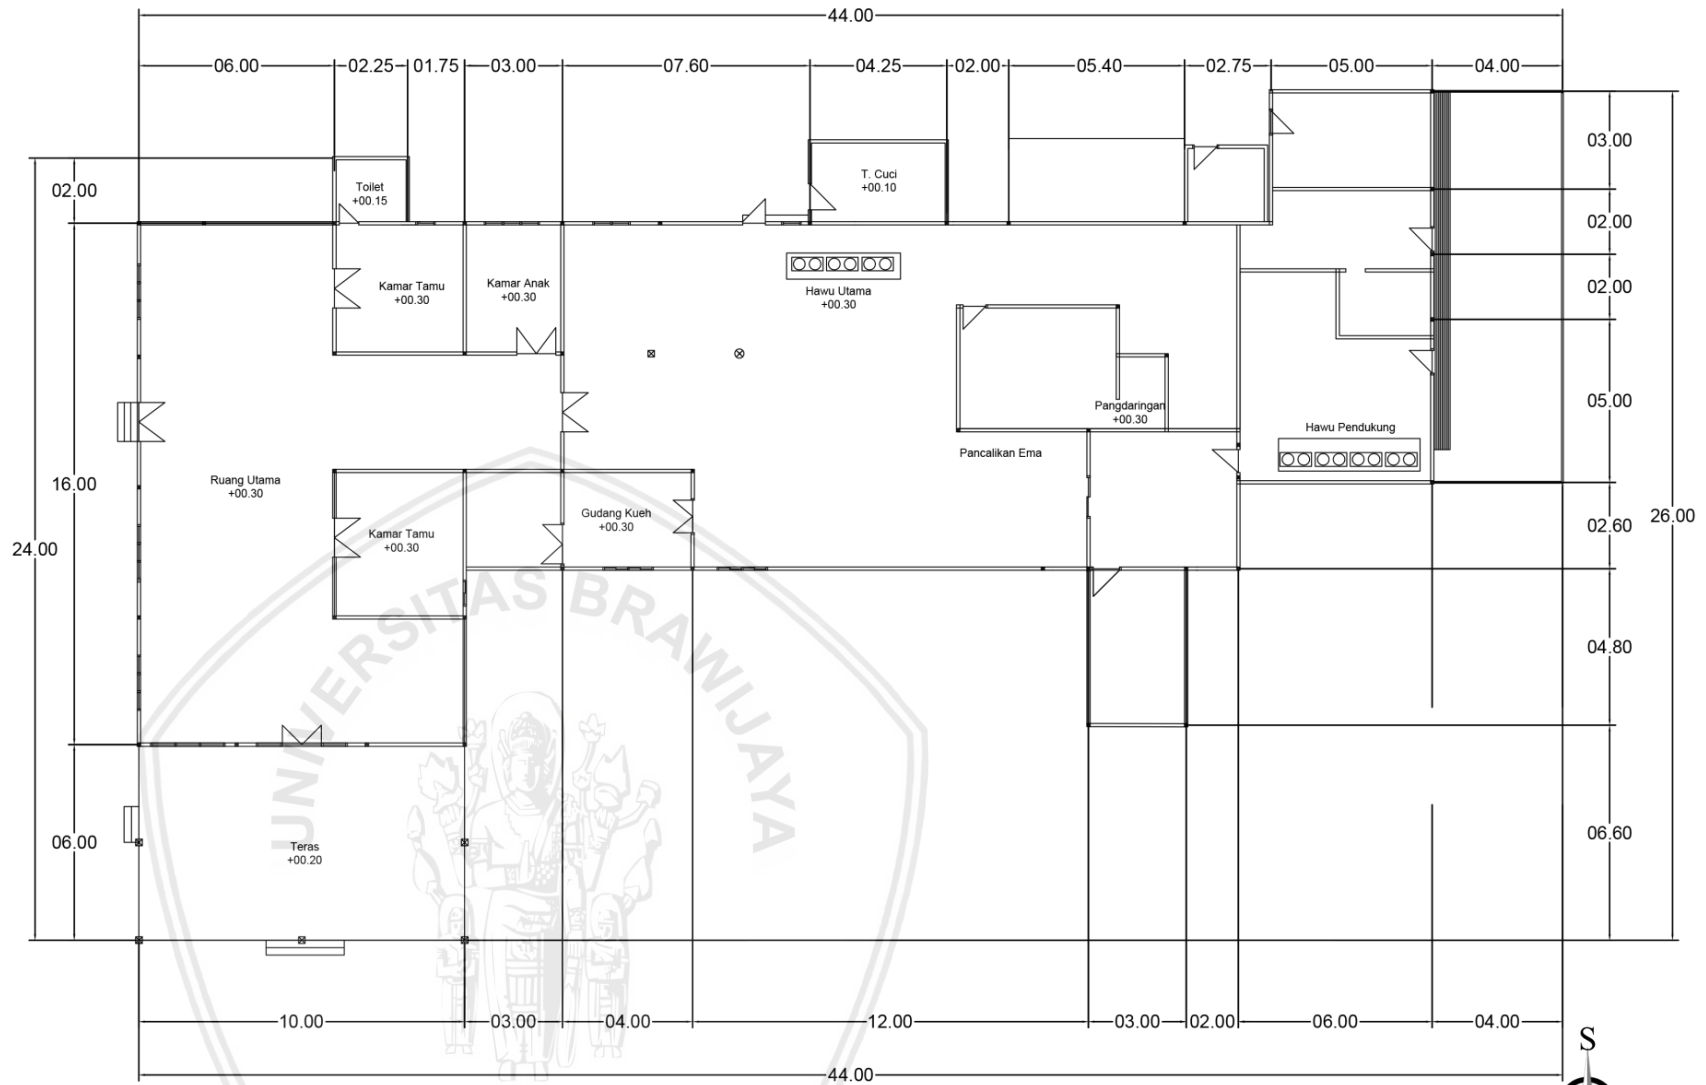 44.00
06.00 02.25 01.75 03.00 07.60 04.25 02.00 05.40 02.75 05.00 04.00
03.00
02.00
Toilet
+00.15
T. Cuci
+00.10
02.00
Kamar Tamu
+00.30
Kamar Anak
+00.30
Hawu Utama
+00.30
02.00
05.00
Pangdaringan
+00.30
Hawu Pendukung
Pancalikan Ema
16.00
Ruang Utama
+00.30
Gudang Kueh
+00.30
Kamar Tamu
+00.30
24.00
02.60
26.00
04.80
UNIVERSITAS BRAWIJAYA
06.00
Teras
+00.20
06.60
10.00 03.00 04.00 12.00 03.00 02.00 06.00 04.00
S
44.00